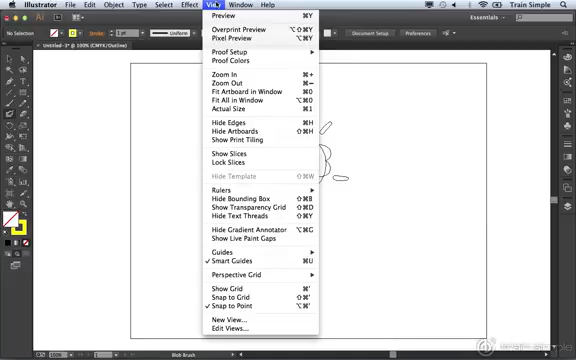 Illustrator File Edit Object Type Select Effect View Window Help Train Simple
Essentials
No Selection Stroke: 1 pt Uniform Document Setup Preferences
Untitled-3* @ 100% (CMYK/Outline)
Preview ⌘Y
Overprint Preview ⌥⇧⌘Y
Pixel Preview ⌥⌘Y
Proof Setup
Proof Colors
Zoom In ⌘+
Zoom Out ⌘−
Fit Artboard in Window ⌘0
Fit All in Window ⌥⌘0
Actual Size ⌘1
Hide Edges ⌘H
Hide Artboards ⇧⌘H
Show Print Tiling
Show Slices
Lock Slices
Hide Template ⇧⌘W
Rulers
Hide Bounding Box ⇧⌘B
Show Transparency Grid ⇧⌘D
Hide Text Threads ⇧⌘Y
Hide Gradient Annotator ⌥⌘G
Show Live Paint Gaps
Guides
✓ Smart Guides ⌘U
Perspective Grid
Show Grid ⌘'
Snap to Grid ⇧⌘'
✓ Snap to Point ⌥⌘'
New View...
Edit Views...
100% 1 Blob Brush
train simple